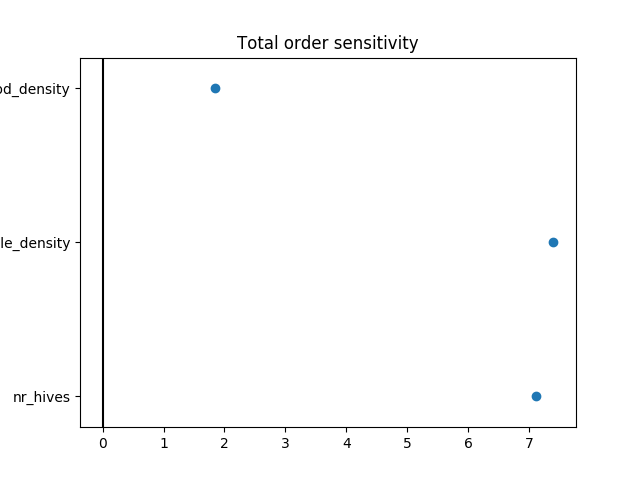 Total order sensitivity
od_density
le_density
nr_hives
0 1 2 3 4 5 6 7